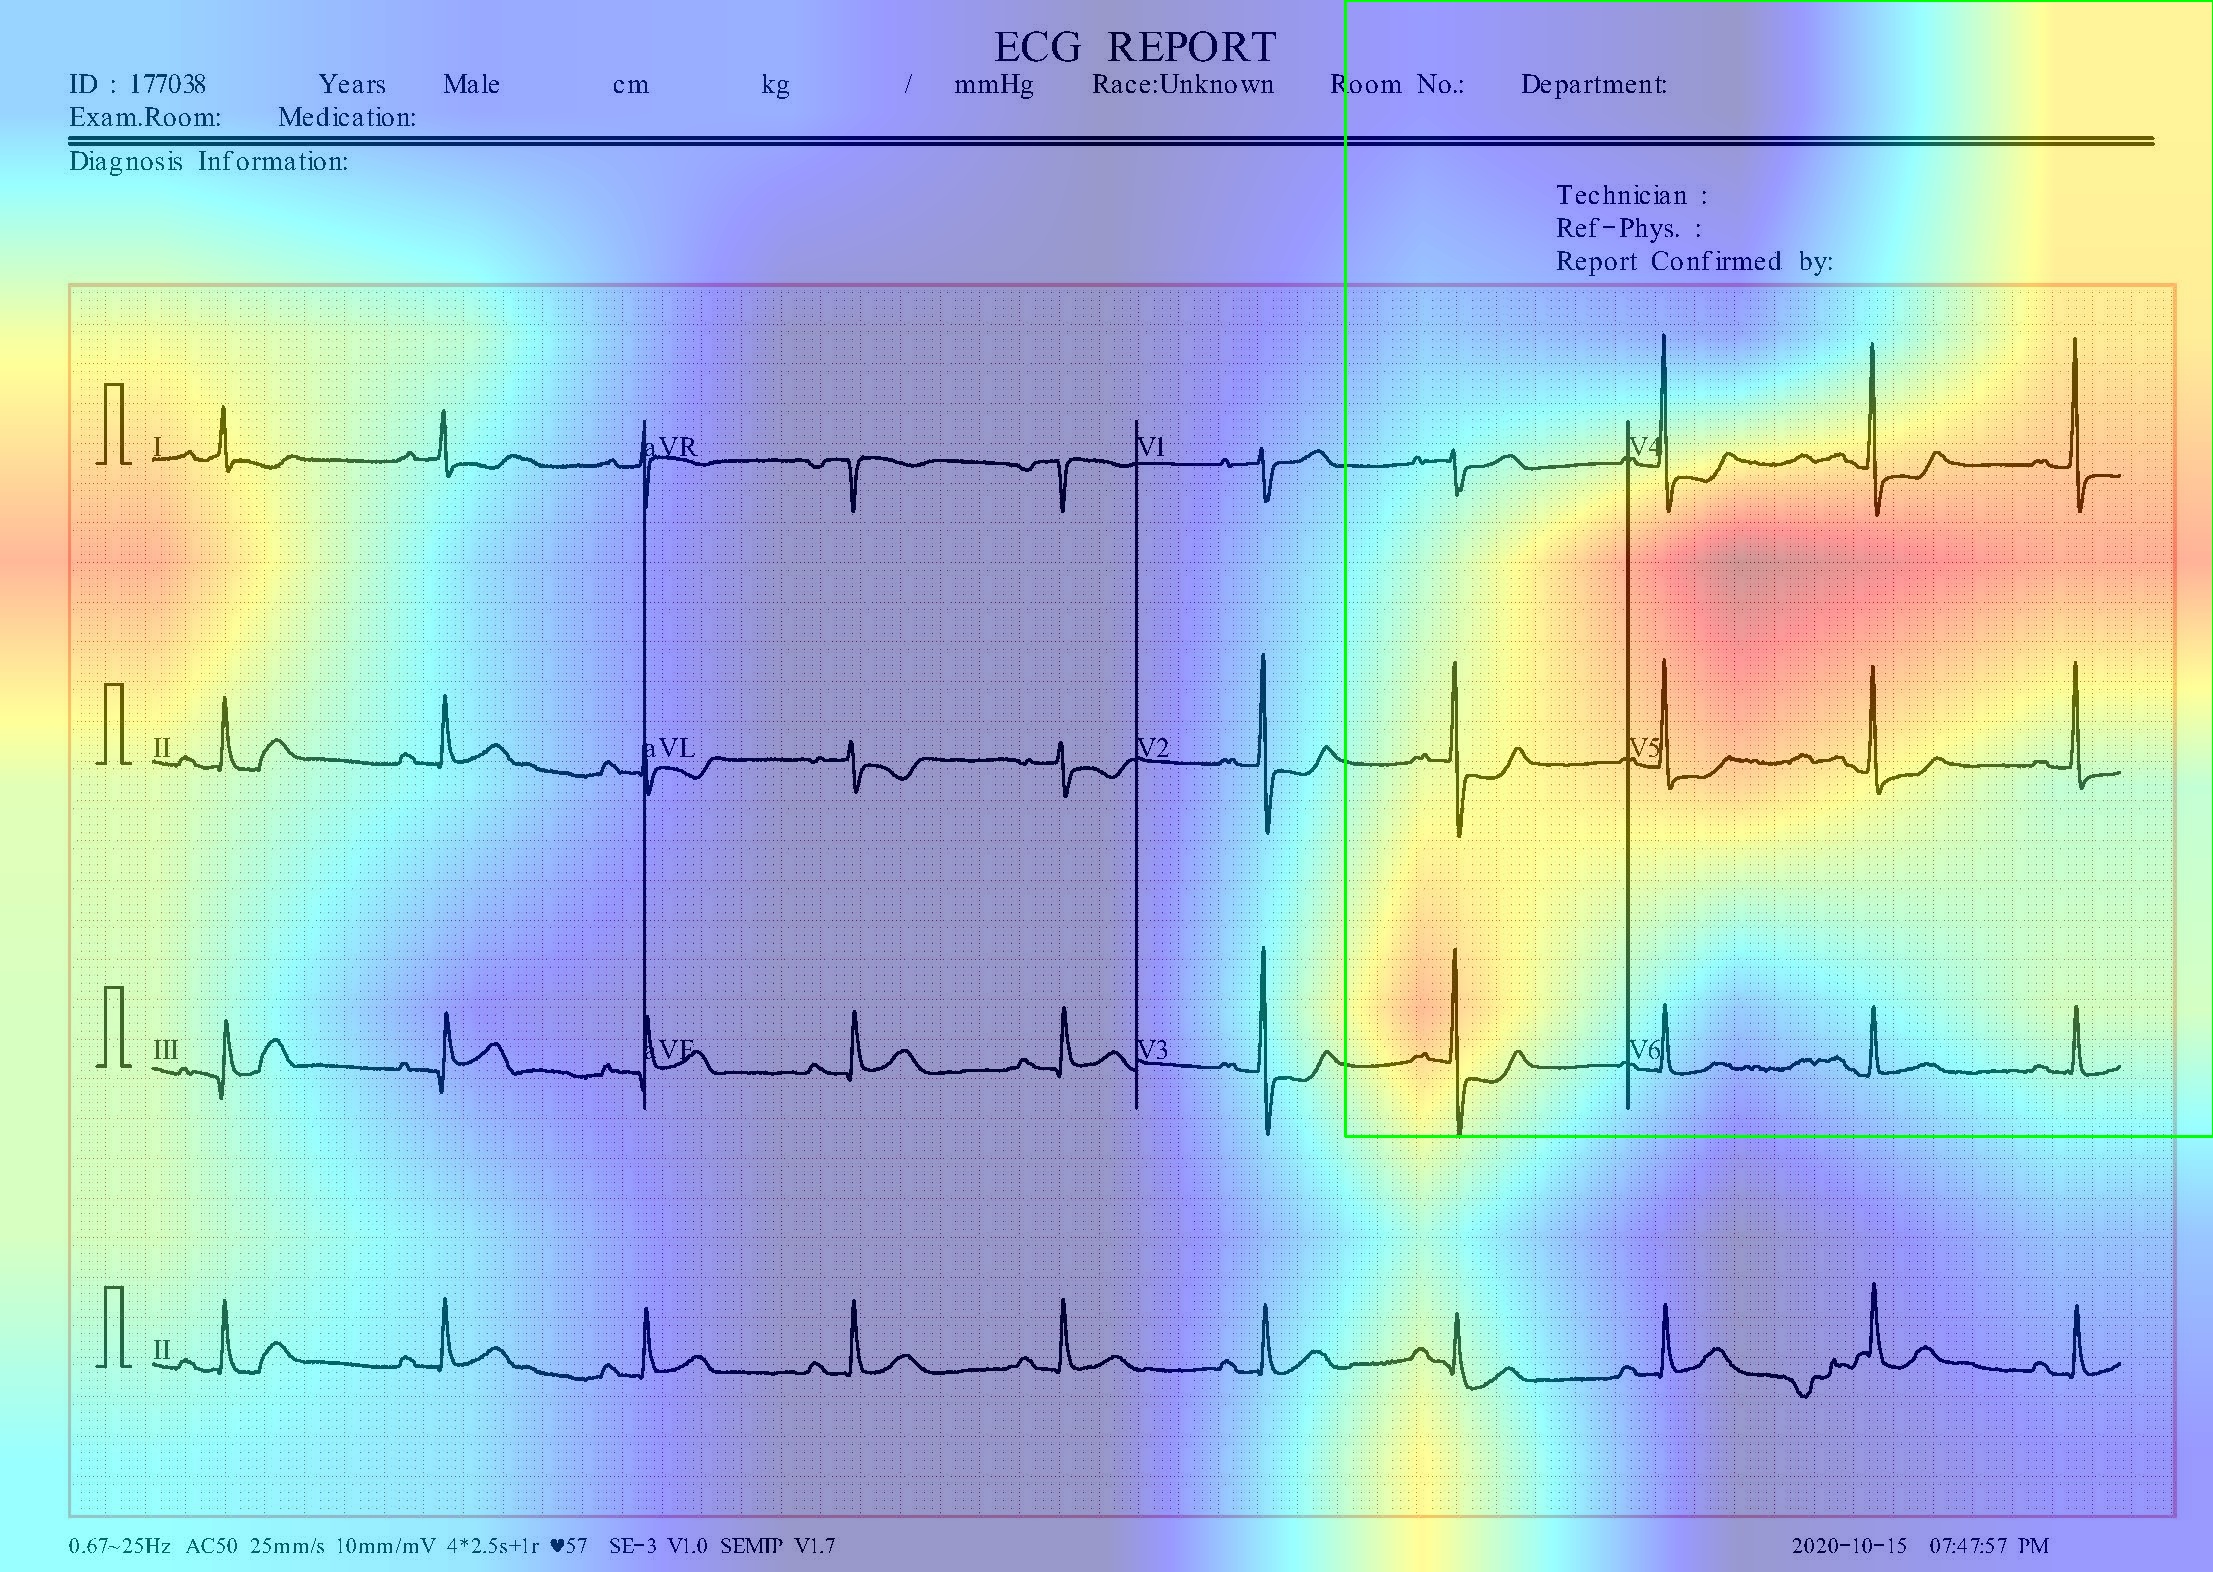 ECG REPORT
ID : 177038 Years Male cm kg / mmHg Race:Unknown Room No.: Department:
Exam.Room: Medication:
Diagnosis Information:
Technician :
Ref-Phys. :
Report Confirmed by:
I aVR V1 V4
II aVL V2 V5
III aVF V3 V6
II
0.67~25Hz AC50 25mm/s 10mm/mV 4*2.5s+1r ♥57 SE-3 V1.0 SEMIP V1.7 2020-10-15 07:47:57 PM